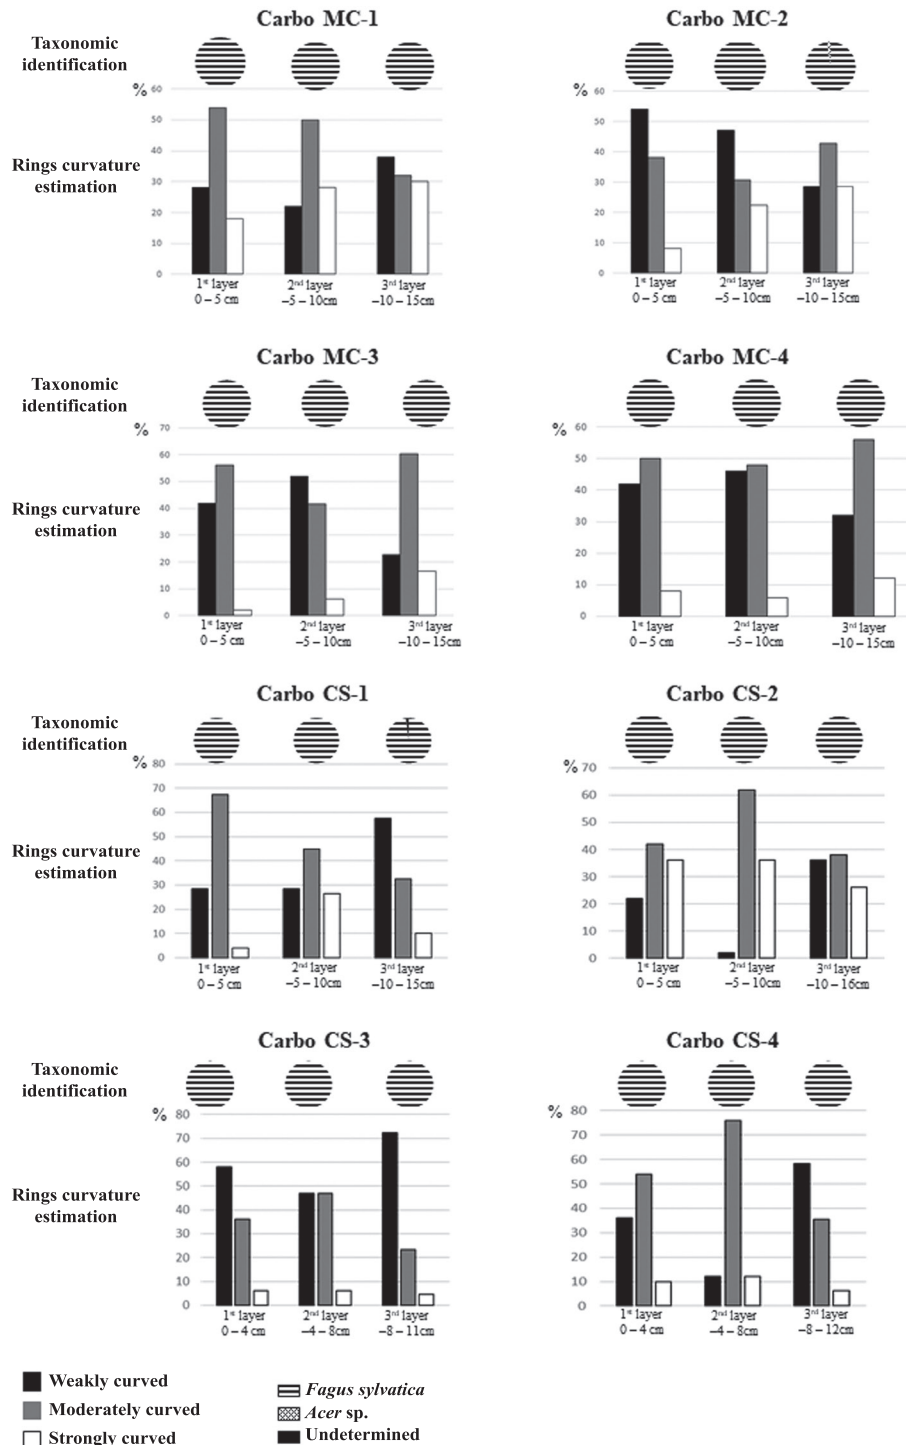 Carbo MC-1
Carbo MC-2
Taxonomic
identification
%
60
50
40
30
20
10
0
%
60
50
40
30
20
10
0
Rings curvature
estimation
1st layer
0 – 5 cm
2nd layer
–5 – 10cm
3rd layer
–10 – 15cm
1st layer
0 – 5 cm
2nd layer
–5 – 10cm
3rd layer
–10 – 15cm
Carbo MC-3
Carbo MC-4
Taxonomic
identification
%
70
60
50
40
30
20
10
0
%
60
50
40
30
20
10
0
Rings curvature
estimation
1st layer
0 – 5 cm
2nd layer
–5 – 10cm
3rd layer
–10 – 15cm
1st layer
0 – 5 cm
2nd layer
–5 – 10cm
3rd layer
–10 – 15cm
Carbo CS-1
Carbo CS-2
Taxonomic
identification
%
80
70
60
50
40
30
20
10
0
%
70
60
50
40
30
20
10
0
Rings curvature
estimation
1st layer
0 – 5 cm
2nd layer
–5 – 10cm
3rd layer
–10 – 15cm
1st layer
0 – 5 cm
2nd layer
–5 – 10cm
3rd layer
–10 – 16cm
Carbo CS-3
Carbo CS-4
Taxonomic
identification
%
80
70
60
50
40
30
20
10
0
%
80
70
60
50
40
30
20
10
0
Rings curvature
estimation
1st layer
0 – 4 cm
2nd layer
–4 – 8cm
3rd layer
–8 – 11cm
1st layer
0 – 4 cm
2nd layer
–4 – 8cm
3rd layer
–8 – 12cm
Weakly curved
Moderately curved
Strongly curved
Fagus sylvatica
Acer sp.
Undetermined